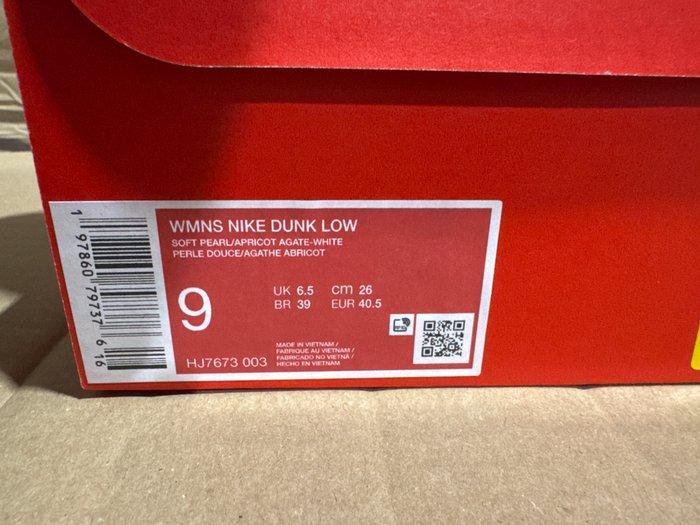 WMNS NIKE DUNK LOW
SOFT PEARL/APRICOT AGATE-WHITE
PERLE DOUCE/AGATHE ABRICOT
9
UK 6.5 cm 26
BR 39 EUR 40.5
HJ7673 003
MADE IN VIETNAM /
FABRIQUE AU VIETNAM /
FABRICADO NO VIETNÃ /
HECHO EN VIETNAM
1 97860 79737 6 16